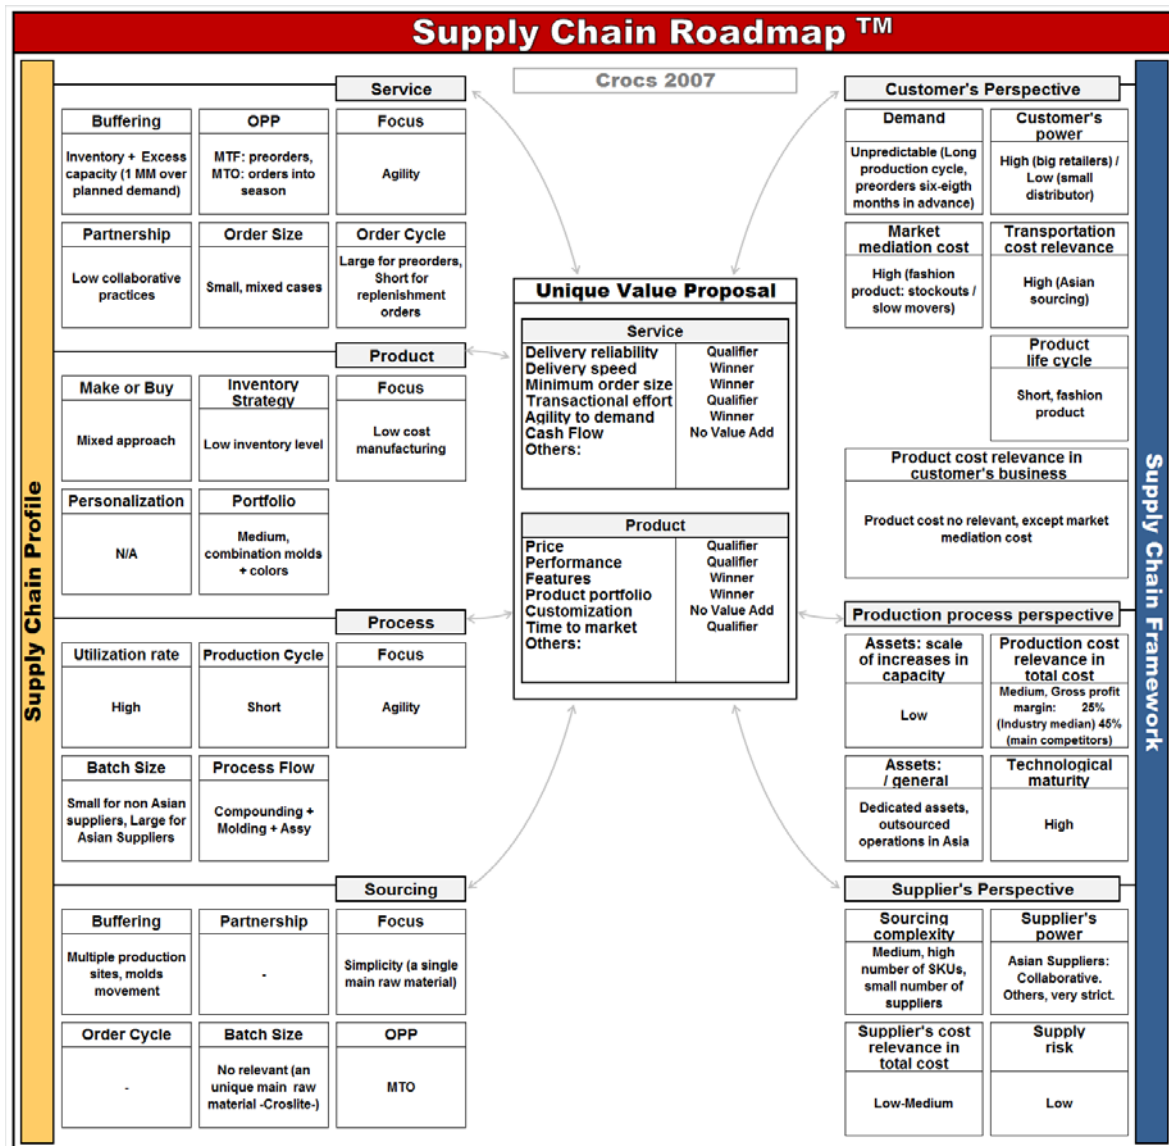 Supply Chain Roadmap TM
Crocs 2007
Supply Chain Profile
Service
Buffering
Inventory + Excess
capacity (1 MM over
planned demand)
OPP
MTF: preorders,
MTO: orders into
season
Focus
Agility
Partnership
Low collaborative
practices
Order Size
Small, mixed cases
Order Cycle
Large for preorders,
Short for
replenishment
orders
Product
Make or Buy
Mixed approach
Inventory
Strategy
Low inventory level
Focus
Low cost
manufacturing
Personalization
N/A
Portfolio
Medium,
combination molds
+ colors
Process
Utilization rate
High
Production Cycle
Short
Focus
Agility
Batch Size
Small for non Asian
suppliers, Large for
Asian Suppliers
Process Flow
Compounding +
Molding + Assy
Sourcing
Buffering
Multiple production
sites, molds
movement
Partnership
-
Focus
Simplicity (a single
main raw material)
Order Cycle
-
Batch Size
No relevant (an
unique main raw
material -Croslite-)
OPP
MTO
Unique Value Proposal
Service
Delivery reliability Qualifier
Delivery speed Winner
Minimum order size Winner
Transactional effort Qualifier
Agility to demand Winner
Cash Flow No Value Add
Others:
Product
Price Qualifier
Performance Qualifier
Features Winner
Product portfolio Winner
Customization No Value Add
Time to market Qualifier
Others:
Customer's Perspective
Demand
Unpredictable (Long
production cycle,
preorders six-eigth
months in advance)
Customer's
power
High (big retailers) /
Low (small
distributor)
Market
mediation cost
High (fashion
product: stockouts /
slow movers)
Transportation
cost relevance
High (Asian
sourcing)
Product
life cycle
Short, fashion
product
Product cost relevance in
customer's business
Product cost no relevant, except market
mediation cost
Production process perspective
Assets: scale
of increases in
capacity
Low
Production cost
relevance in
total cost
Medium, Gross profit
margin: 25%
(Industry median) 45%
(main competitors)
Assets:
/ general
Dedicated assets,
outsourced
operations in Asia
Technological
maturity
High
Supplier's Perspective
Sourcing
complexity
Medium, high
number of SKUs,
small number of
suppliers
Supplier's
power
Asian Suppliers:
Collaborative.
Others, very strict.
Supplier's cost
relevance in
total cost
Low-Medium
Supply
risk
Low
Supply Chain Framework